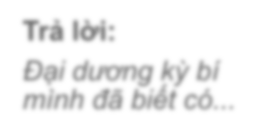 Trả lời:
Đại dương kỳ bí
mình đã biết có...